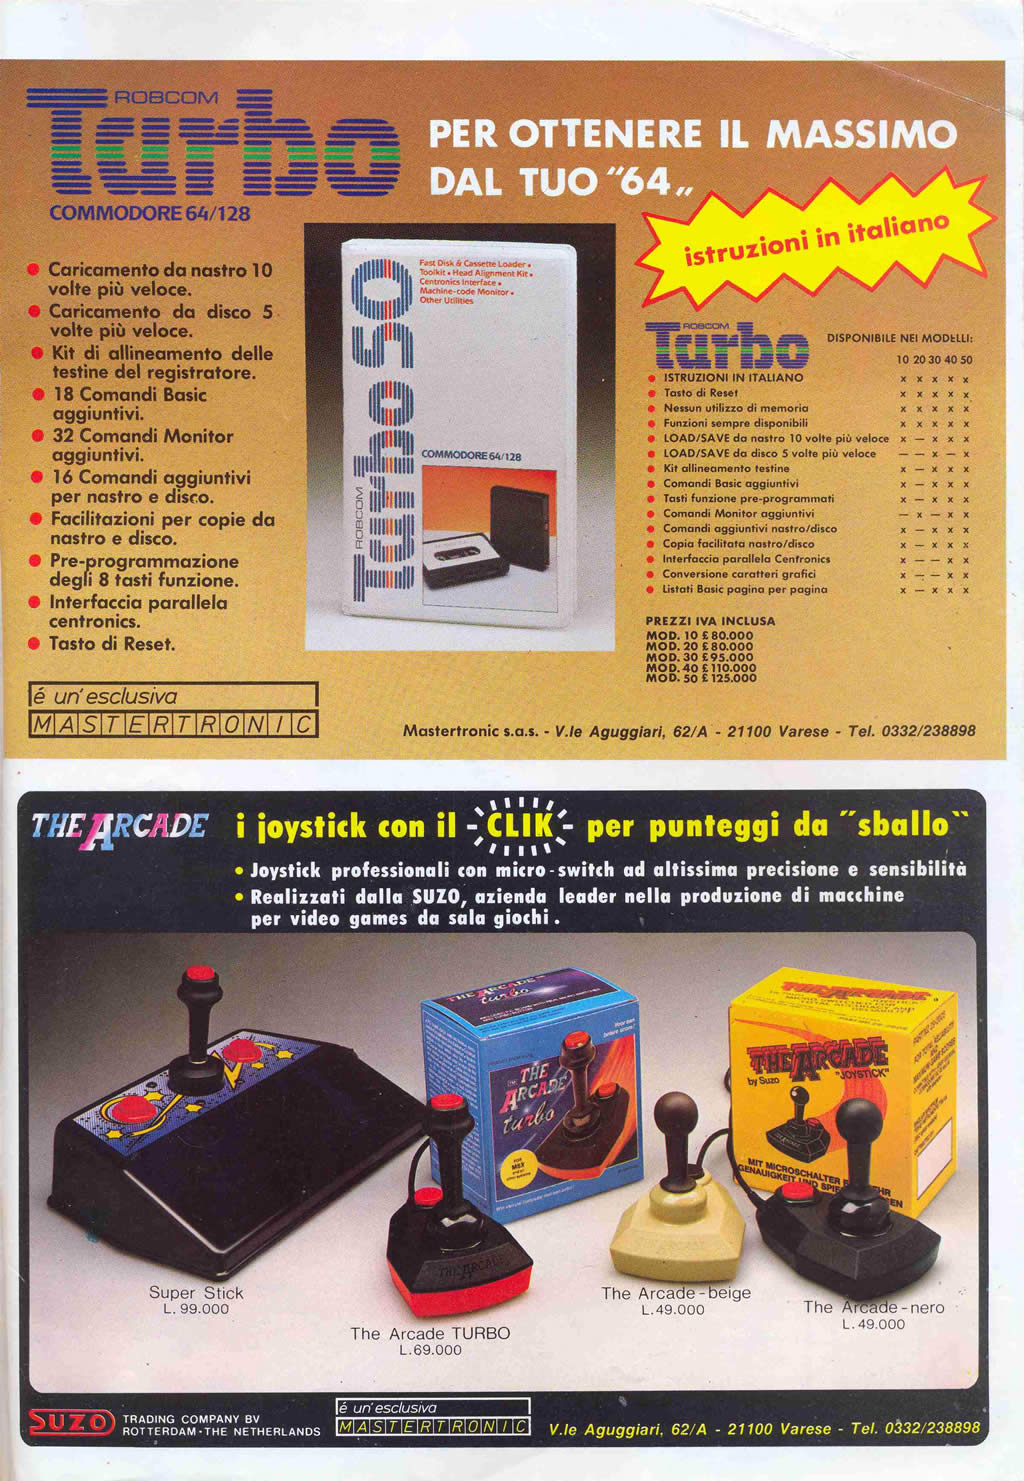 ROBCOM
Turbo
COMMODORE 64/128
PER OTTENERE IL MASSIMO
DAL TUO "64„
istruzioni in italiano
• Caricamento da nastro 10
volte più veloce.
• Caricamento da disco 5
volte più veloce.
• Kit di allineamento delle
testine del registratore.
• 18 Comandi Basic
aggiuntivi.
• 32 Comandi Monitor
aggiuntivi.
• 16 Comandi aggiuntivi
per nastro e disco.
• Facilitazioni per copie da
nastro e disco.
• Pre-programmazione
degli 8 tasti funzione.
• Interfaccia parallela
centronics.
• Tasto di Reset.
Fast Disk & Cassette Loader •
Toolkit • Head Alignment Kit •
Centronics Interface •
Machine-code Monitor •
Other Utilities
ROBCOM Turbo 50
COMMODORE 64/128
ROBCOM
Turbo
DISPONIBILE NEI MODELLI:
10 20 30 40 50
• ISTRUZIONI IN ITALIANO x x x x x
• Tasto di Reset x x x x x
• Nessun utilizzo di memoria x x x x x
• Funzioni sempre disponibili x x x x x
• LOAD/SAVE da nastro 10 volte più veloce x — x x x
• LOAD/SAVE da disco 5 volte più veloce — — x — x
• Kit allineamento testine x — x x x
• Comandi Basic aggiuntivi x — x x x
• Tasti funzione pre-programmati x — x x x
• Comandi Monitor aggiuntivi — x — x x
• Comandi aggiuntivi nastro/disco x — x x x
• Copia facilitata nastro/disco x — x x x
• Interfaccia parallela Centronics x — — x x
• Conversione caratteri grafici x — — x x
• Listati Basic pagina per pagina x — x x x
PREZZI IVA INCLUSA
MOD. 10 £ 80.000
MOD. 20 £ 80.000
MOD. 30 £ 95.000
MOD. 40 £ 110.000
MOD. 50 £ 125.000
é un' esclusiva
MASTERTRONIC
Mastertronic s.a.s. - V.le Aguggiari, 62/A - 21100 Varese - Tel. 0332/238898
THE ARCADE
i joystick con il -CLIK- per punteggi da "sballo"
• Joystick professionali con micro-switch ad altissima precisione e sensibilità
• Realizzati dalla SUZO, azienda leader nella produzione di macchine
per video games da sala giochi.
THE ARCADE
turbo
THE
ARCADE
turbo
FOR
MSX
THE ARCADE
THE ARCADE
THE ARCADE
by Suzo "JOYSTICK"
MIT MICROSCHALTER
GENAUIGKEIT UND
Super Stick
L. 99.000
The Arcade TURBO
L. 69.000
The Arcade - beige
L. 49.000
The Arcade - nero
L. 49.000
SUZO
TRADING COMPANY BV
ROTTERDAM • THE NETHERLANDS
é un' esclusiva
MASTERTRONIC
V.le Aguggiari, 62/A - 21100 Varese - Tel. 0332/238898